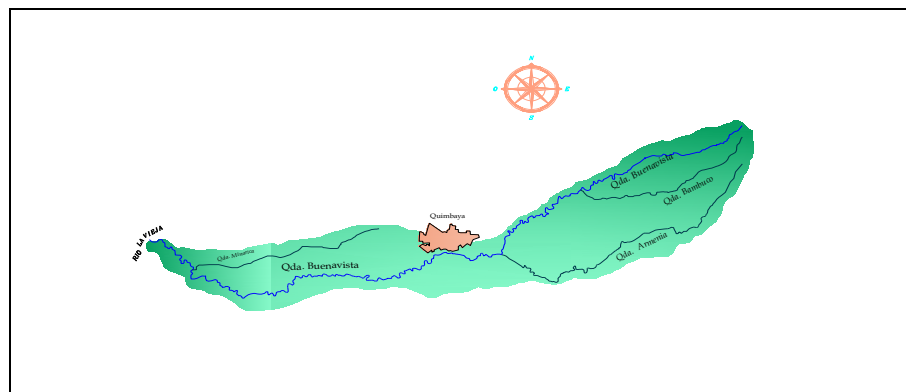 N
O
E
S
Qda. Buenavista
Qda. Bambuco
Quimbaya
RIO LA VIEJA
Qda. Armenia
Qda. Buenavista